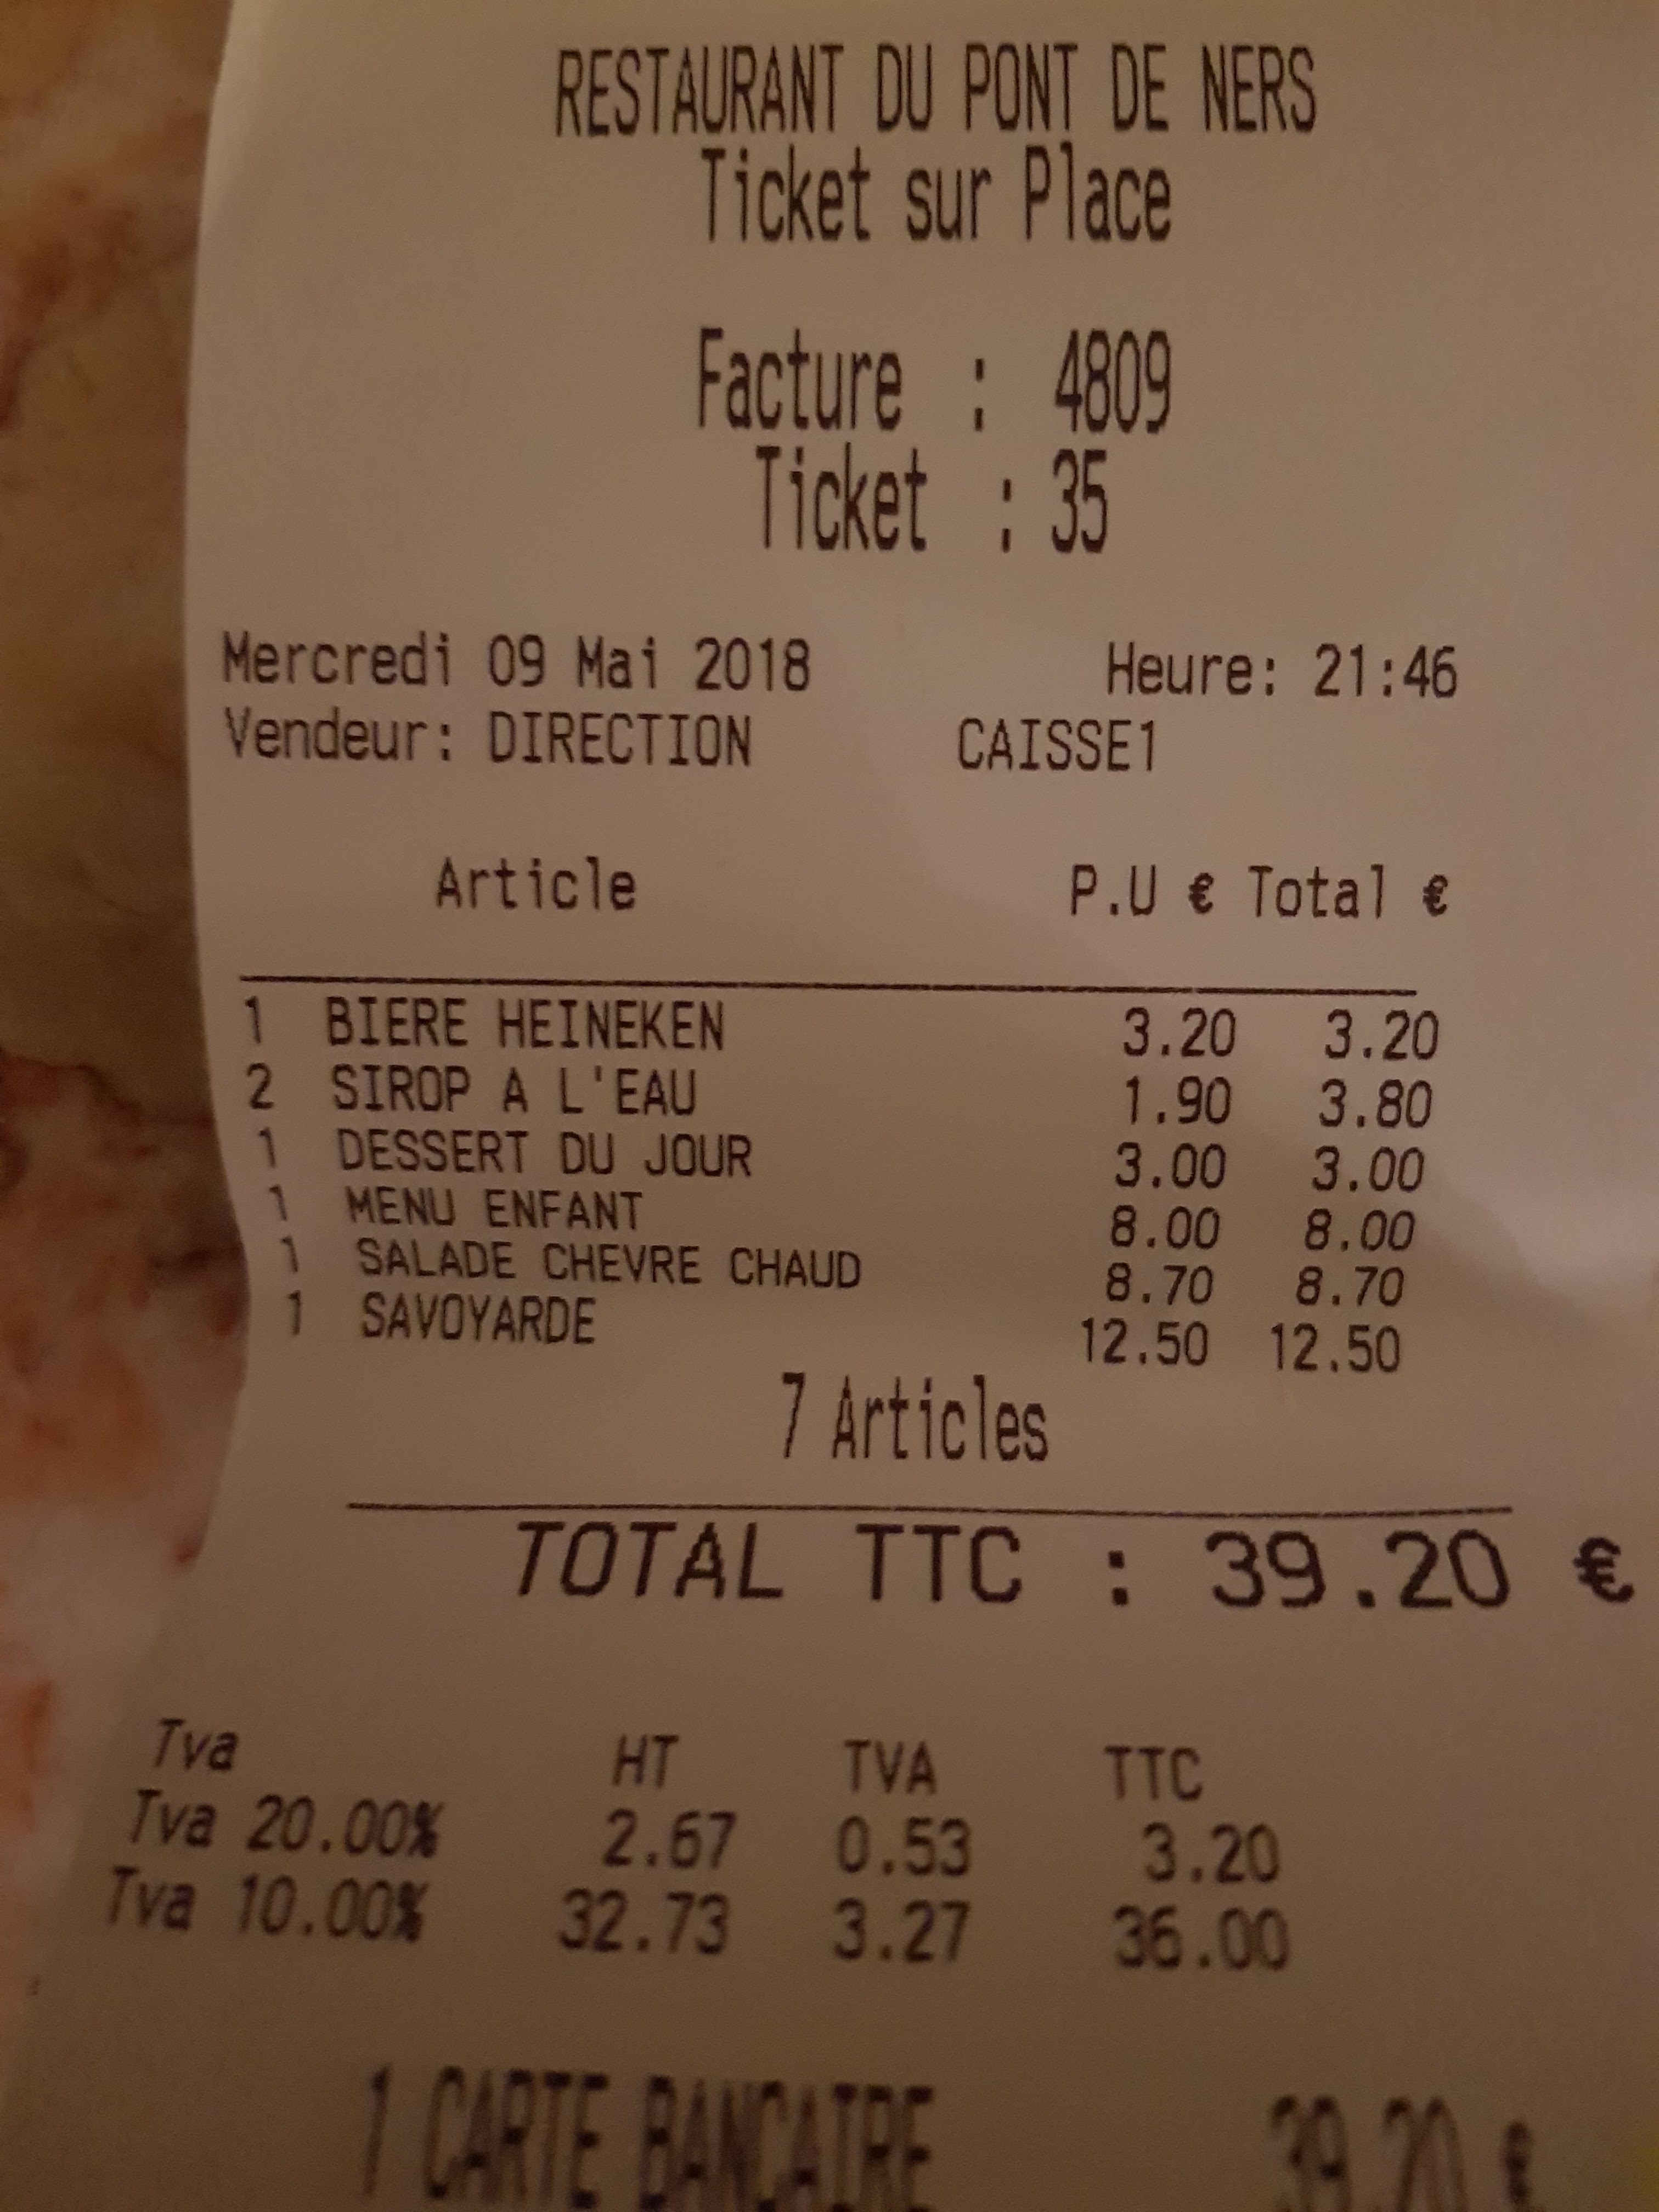 RESTAURANT DU PONT DE NERS
Ticket sur Place
Facture : 4809
Ticket : 35
Mercredi 09 Mai 2018 Heure: 21:46
Vendeur: DIRECTION CAISSE1
Article P.U € Total €
1 BIERE HEINEKEN 3.20 3.20
2 SIROP A L'EAU 1.90 3.80
1 DESSERT DU JOUR 3.00 3.00
1 MENU ENFANT 8.00 8.00
1 SALADE CHEVRE CHAUD 8.70 8.70
1 SAVOYARDE 12.50 12.50
7 Articles
TOTAL TTC : 39.20 €
Tva HT TVA TTC
Tva 20.00% 2.67 0.53 3.20
Tva 10.00% 32.73 3.27 36.00
1 CARTE BANCAIRE 39.20 €